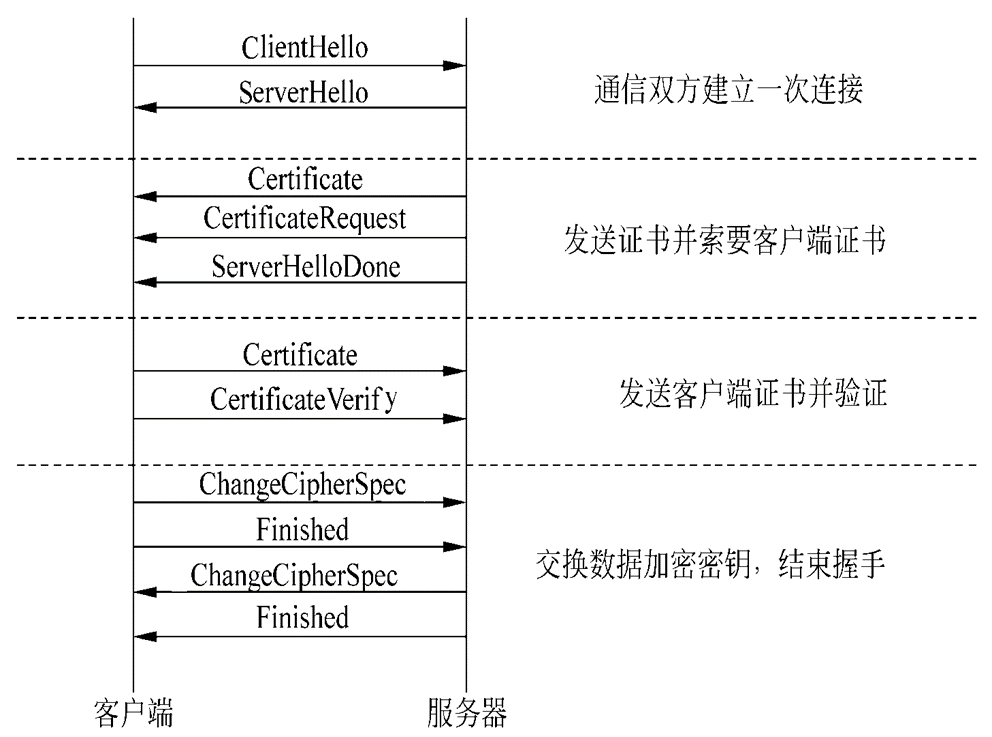 ClientHello
ServerHello
通信双方建立一次连接
Certificate
CertificateRequest
ServerHelloDone
发送证书并索要客户端证书
Certificate
CertificateVerify
发送客户端证书并验证
ChangeCipherSpec
Finished
ChangeCipherSpec
Finished
交换数据加密密钥，结束握手
客户端
服务器